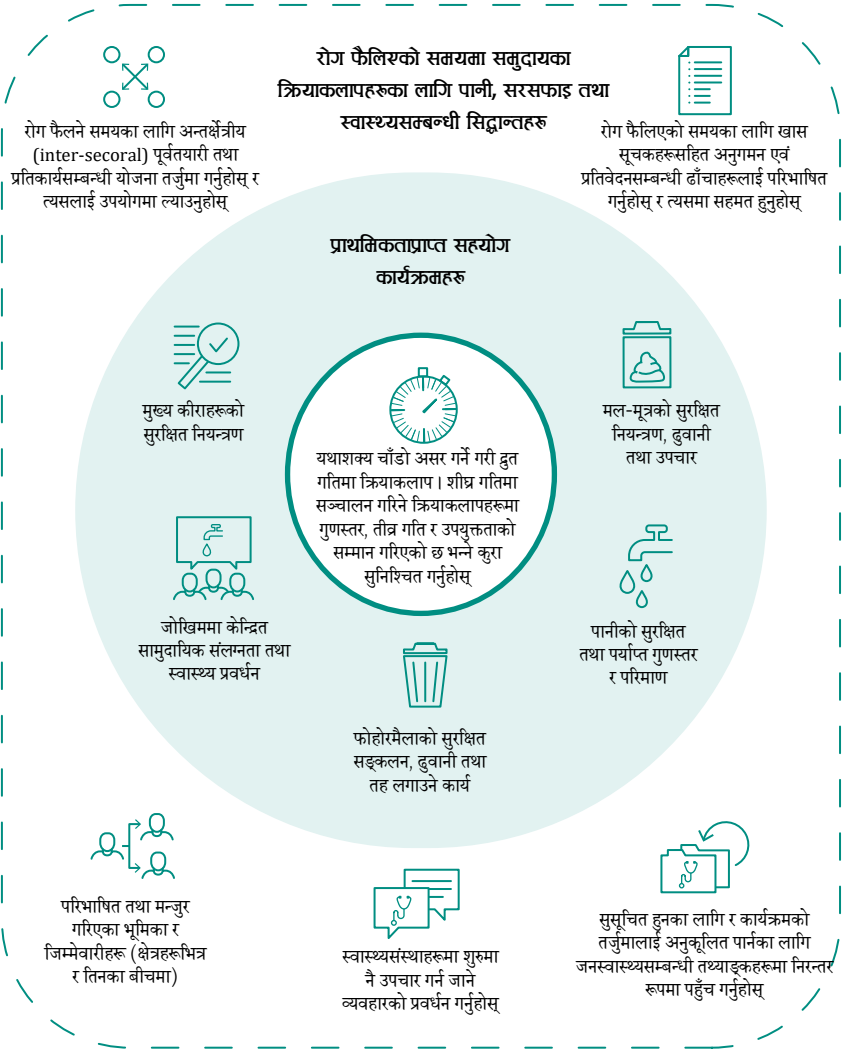 रोग फैलिएको समयमा समुदायका
क्रियाकलापहरूका लागि पानी, सरसफाइ तथा
स्वास्थ्यसम्बन्धी सिद्धान्तहरू
रोग फैलने समयका लागि अन्तर्क्षेत्रीय
(inter-secoral) पूर्वतयारी तथा
प्रतिकार्यसम्बन्धी योजना तर्जुमा गर्नुहोस् र
त्यसलाई उपयोगमा ल्याउनुहोस्
रोग फैलिएको समयका लागि खास
सूचकहरूसहित अनुगमन एवं
प्रतिवेदनसम्बन्धी ढाँचाहरूलाई परिभाषित
गर्नुहोस् र त्यसमा सहमत हुनुहोस्
प्राथमिकताप्राप्त सहयोग
कार्यक्रमहरू
मुख्य कीराहरूको
सुरक्षित नियन्त्रण
मल-मूत्रको सुरक्षित
नियन्त्रण, ढुवानी
तथा उपचार
यथाशक्य चाँडो असर गर्ने गरी द्रुत
गतिमा क्रियाकलाप । शीघ्र गतिमा
सञ्चालन गरिने क्रियाकलापहरूमा
गुणस्तर, तीव्र गति र उपयुक्तताको
सम्मान गरिएको छ भन्ने कुरा
सुनिश्चित गर्नुहोस्
जोखिममा केन्द्रित
सामुदायिक संलग्नता तथा
स्वास्थ्य प्रवर्धन
पानीको सुरक्षित
तथा पर्याप्त गुणस्तर
र परिमाण
फोहोरमैलाको सुरक्षित
सङ्कलन, ढुवानी तथा
तह लगाउने कार्य
परिभाषित तथा मन्जुर
गरिएका भूमिका र
जिम्मेवारीहरू (क्षेत्रहरूभित्र
र तिनका बीचमा)
स्वास्थ्यसंस्थाहरूमा शुरुमा
नै उपचार गर्न जाने
व्यवहारको प्रवर्धन गर्नुहोस्
सुसूचित हुनका लागि र कार्यक्रमको
तर्जुमालाई अनुकूलित पार्नका लागि
जनस्वास्थ्यसम्बन्धी तथ्याङ्कहरूमा निरन्तर
रूपमा पहुँच गर्नुहोस्